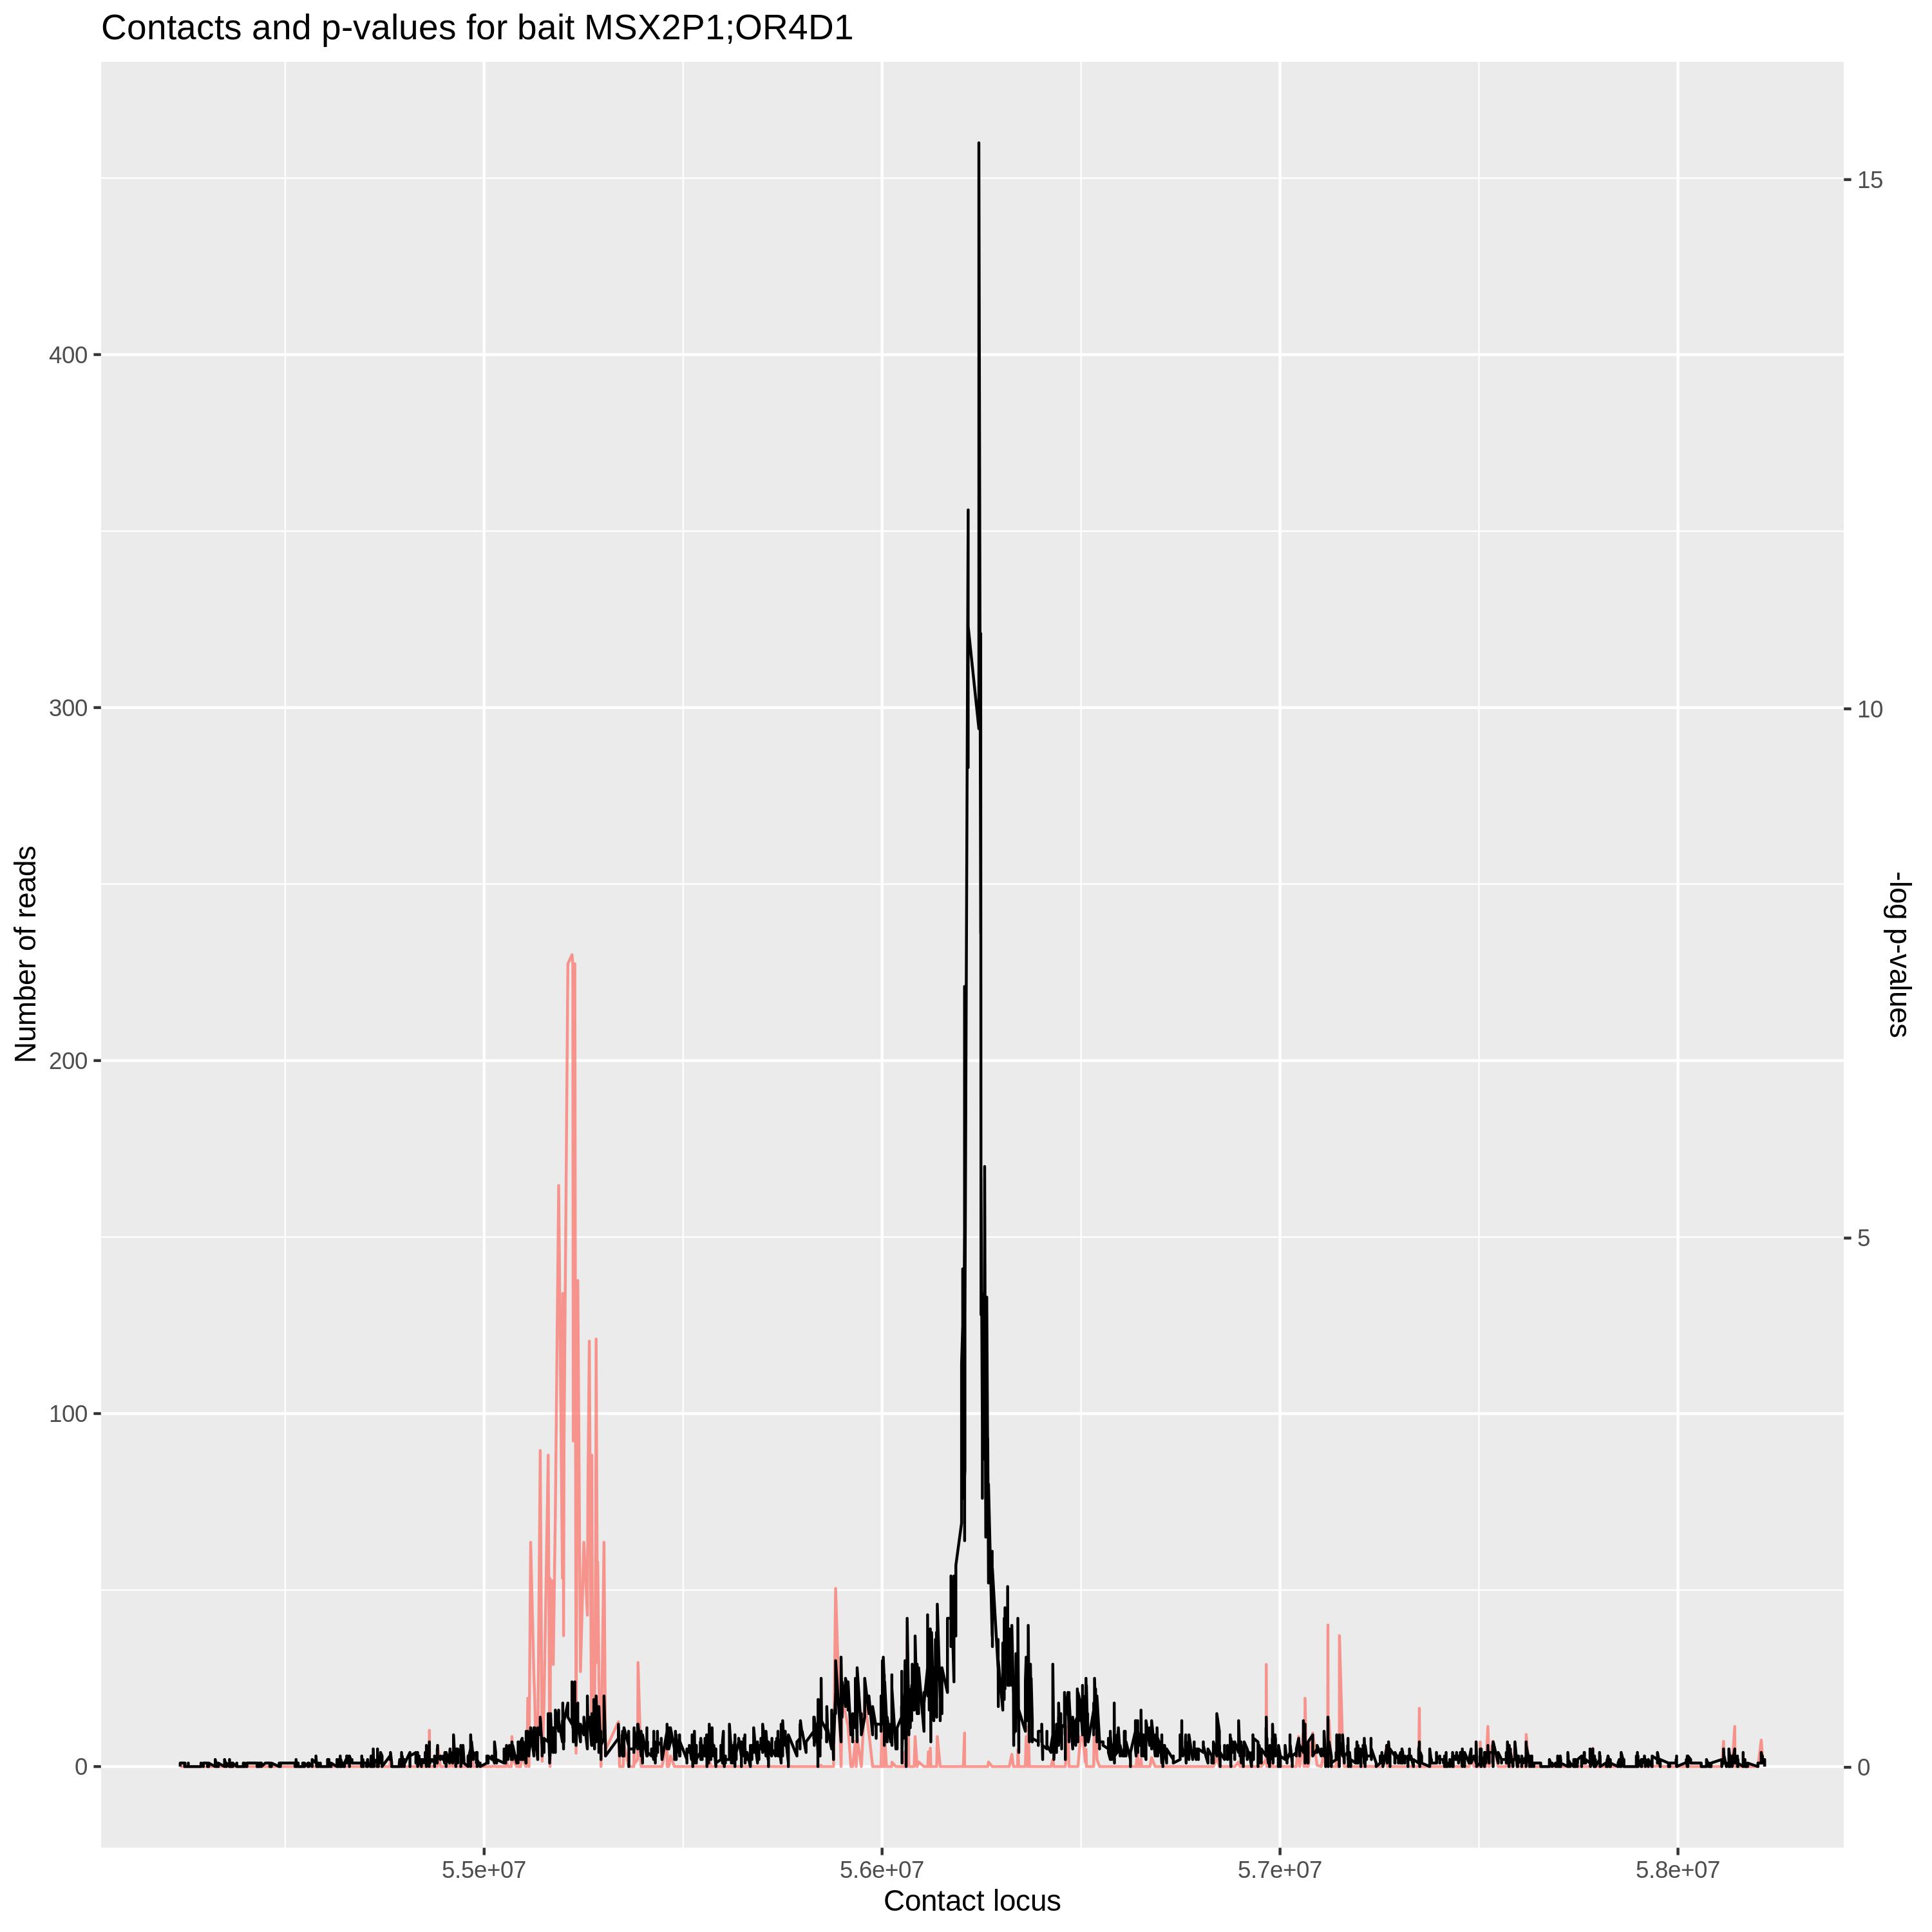 Contacts and p-values for bait MSX2P1;OR4D1
Number of reads
400
300
200
100
0
15
10
5
0
-log p-values
5.5e+07
5.6e+07
5.7e+07
5.8e+07
Contact locus